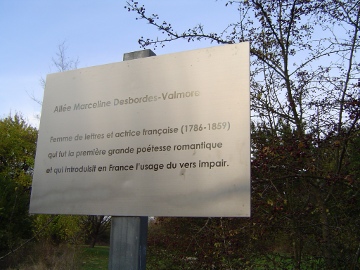 Allée Marceline Desbordes-Valmore
Femme de lettres et actrice française (1786-1859)
qui fut la première grande poétesse romantique
et qui introduisit en France l'usage du vers impair.